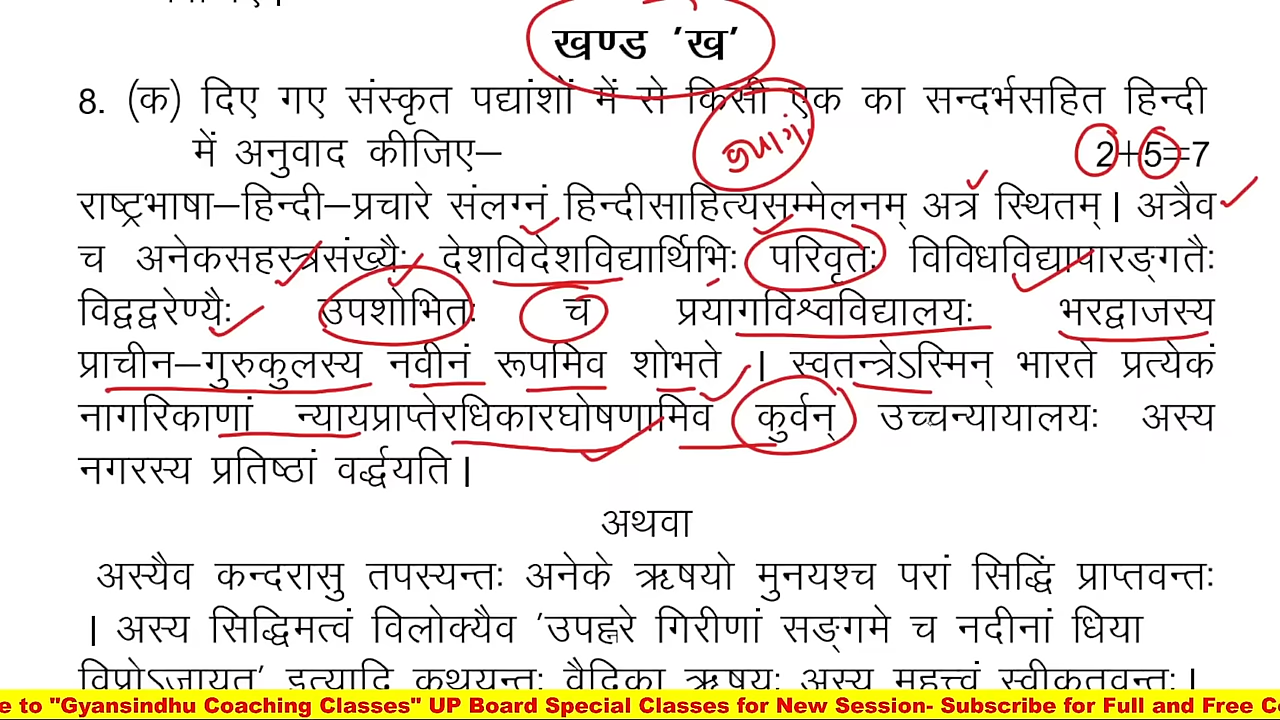 खण्ड 'ख'
8. (क) दिए गए संस्कृत पद्यांशों में से किसी एक का सन्दर्भसहित हिन्दी
में अनुवाद कीजिए– 2+5=7
प्रयाग
राष्ट्रभाषा–हिन्दी–प्रचारे संलग्नं हिन्दीसाहित्यसम्मेलनम् अत्र स्थितम्। अत्रैव
च अनेकसहस्त्रसंख्यैः देशविदेशविद्यार्थिभिः परिवृतः विविधविद्यापारङ्गतैः
विद्वद्वरेण्यैः उपशोभितः च प्रयागविश्वविद्यालयः भरद्वाजस्य
प्राचीन–गुरुकुलस्य नवीनं रूपमिव शोभते । स्वतन्त्रेऽस्मिन् भारते प्रत्येकं
नागरिकाणां न्यायप्राप्तेरधिकारघोषणामिव कुर्वन् उच्चन्यायालयः अस्य
नगरस्य प्रतिष्ठां वर्द्धयति।
अथवा
अस्यैव कन्दरासु तपस्यन्तः अनेके ऋषयो मुनयश्च परां सिद्धिं प्राप्तवन्तः
। अस्य सिद्धिमत्वं विलोक्यैव 'उपह्वरे गिरीणां सङ्गमे च नदीनां धिया
विप्रोऽजायत' इत्यादि कथयन्तः वैदिका ऋषयः अस्य महत्त्वं स्वीकृतवन्तः।
e to "Gyansindhu Coaching Classes" UP Board Special Classes for New Session- Subscribe for Full and Free C